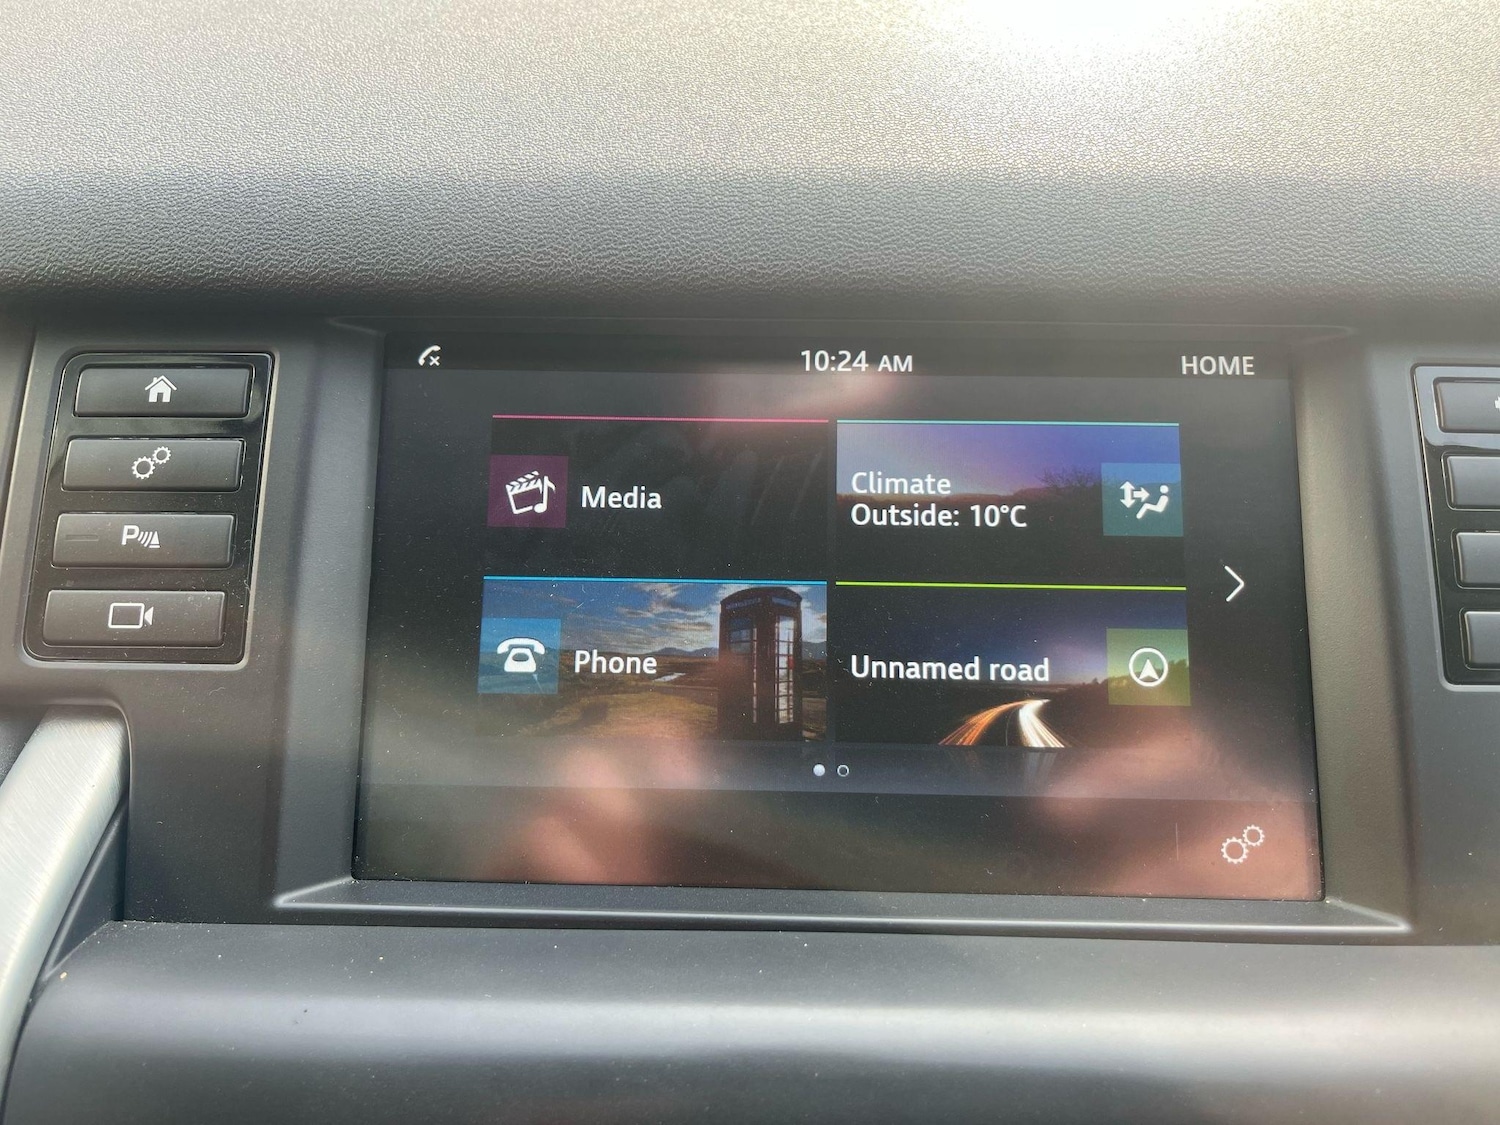 10:24 AM
HOME
Media
Climate
Outside: 10°C
Phone
Unnamed road
P